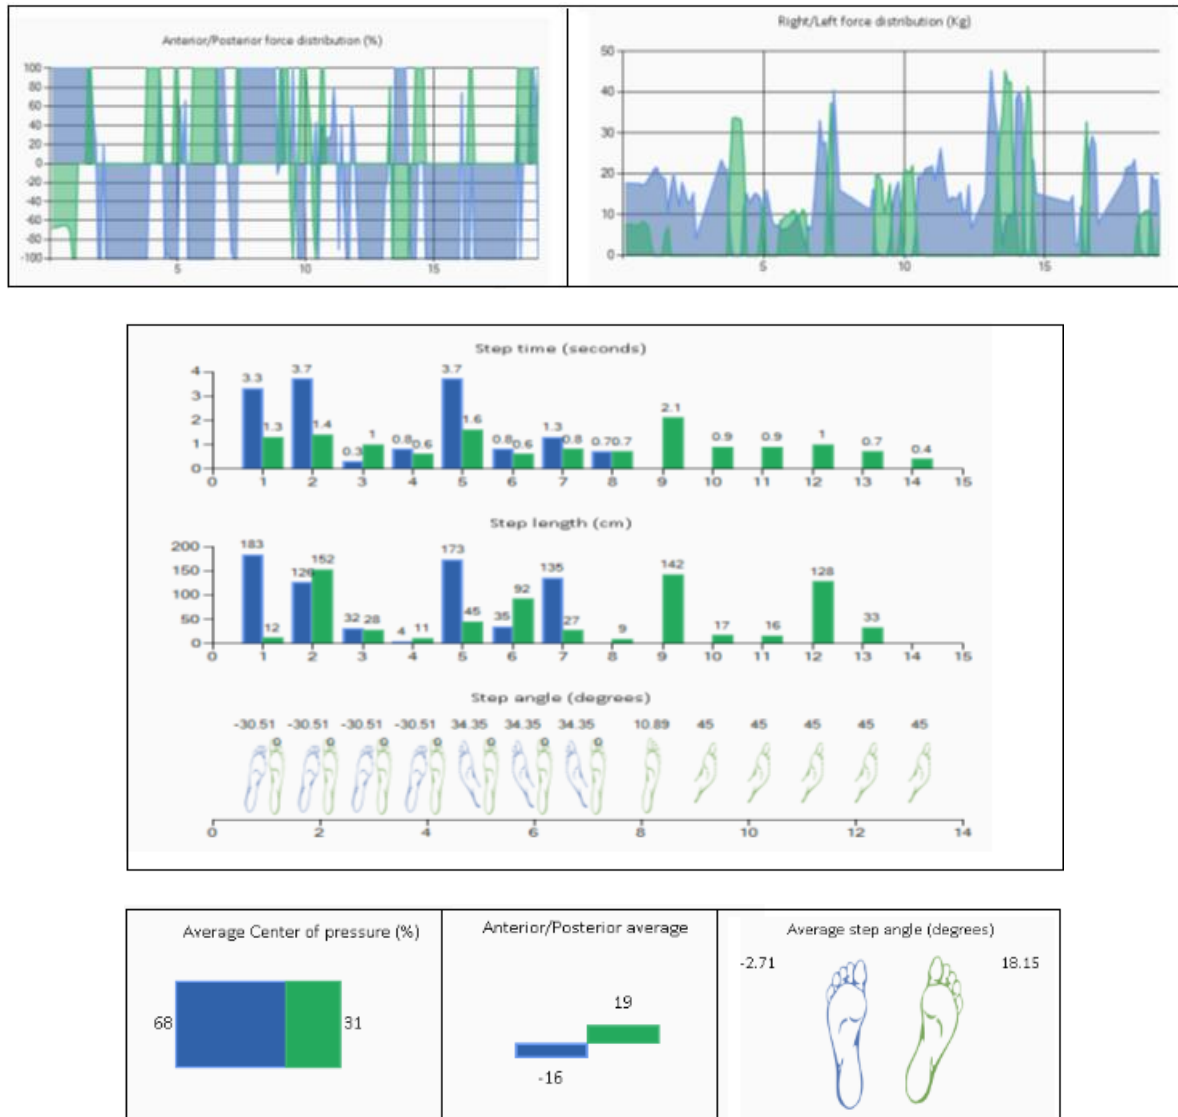 Anterior/Posterior force distribution (%)
100
80
60
40
20
0
-20
-40
-60
-80
-100
5 10 15
Right/Left force distribution (Kg)
50
40
30
20
10
0
5 10 15
Step time (seconds)
4
3
2
1
0
3.3 1.3 3.7 1.4 0.3 1 0.8 0.6 3.7 1.6 0.8 0.6 1.3 0.8 0.7 0.7 2.1 0.9 0.9 1 0.7 0.4
0 1 2 3 4 5 6 7 8 9 10 11 12 13 14 15
Step length (cm)
200
150
100
50
0
183 12 126 152 32 28 4 11 173 45 35 92 135 27 9 142 17 16 128 33
0 1 2 3 4 5 6 7 8 9 10 11 12 13 14 15
Step angle (degrees)
-30.51 -30.51 -30.51 -30.51 34.35 34.35 34.35 10.89 45 45 45 45 45
0 0 0 0 0 0 0
0 2 4 6 8 10 12 14
Average Center of pressure (%)
68 31
Anterior/Posterior average
19
-16
Average step angle (degrees)
-2.71 18.15